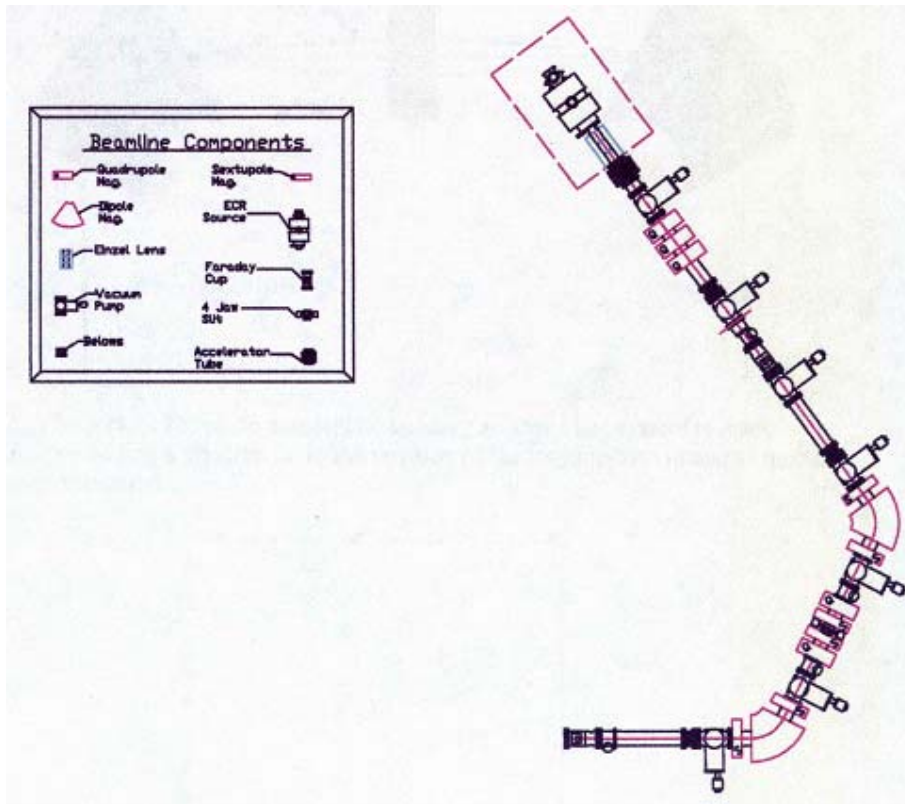 Beamline Components
Quadrupole
Mag.
Sextupole
Mag.
Dipole
Mag.
ECR
Source
Einzel Lens
Faraday
Cup
Vacuum
Pump
4 Jaw
Slit
Belows
Accelerator
Tube